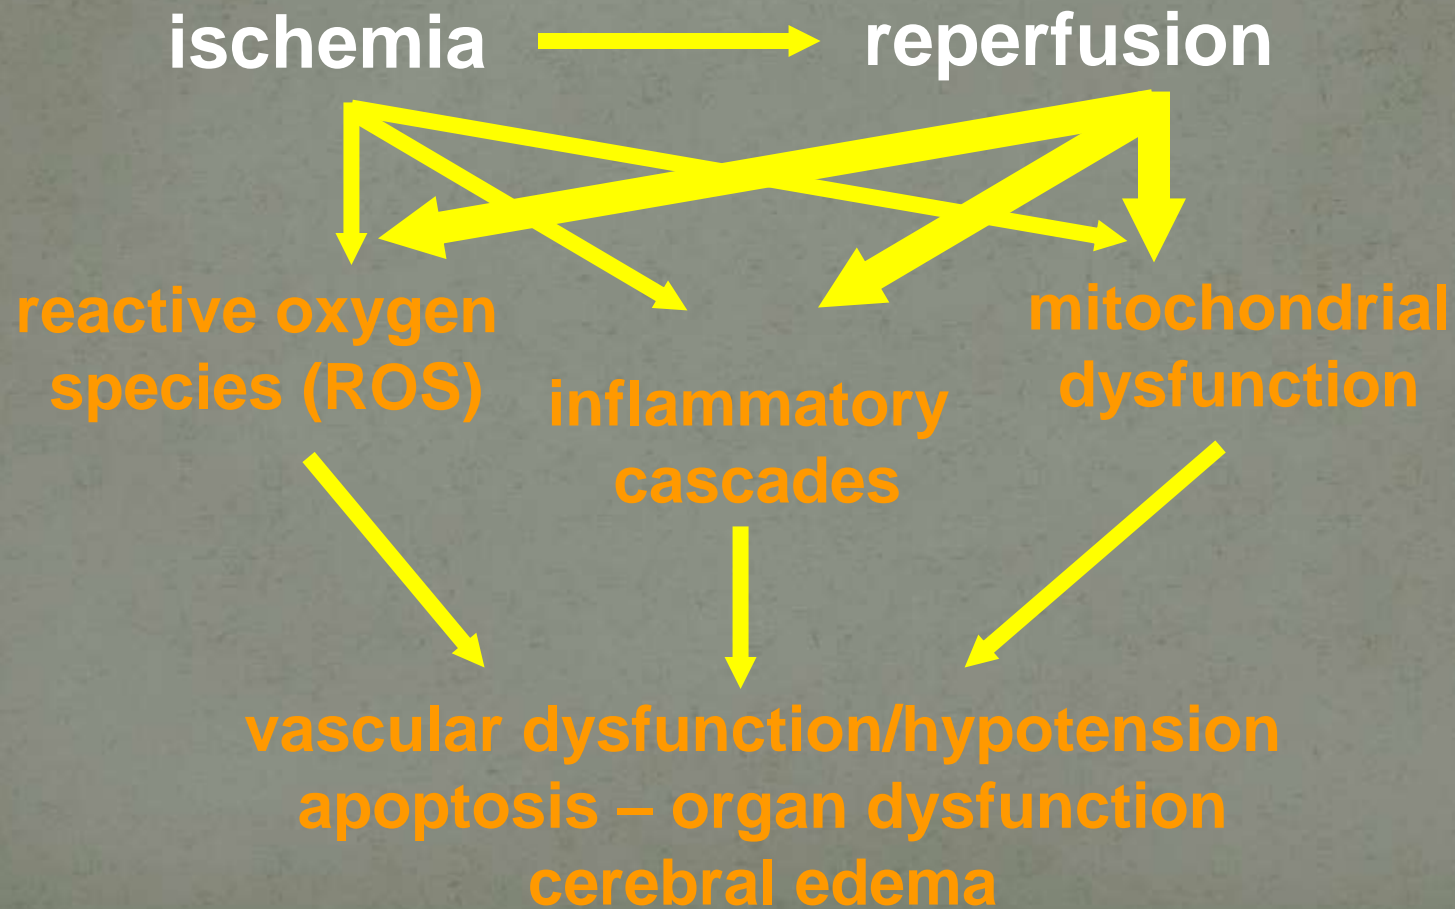 ischemia
reperfusion
reactive oxygen
species (ROS)
inflammatory
cascades
mitochondrial
dysfunction
vascular dysfunction/hypotension
apoptosis – organ dysfunction
cerebral edema